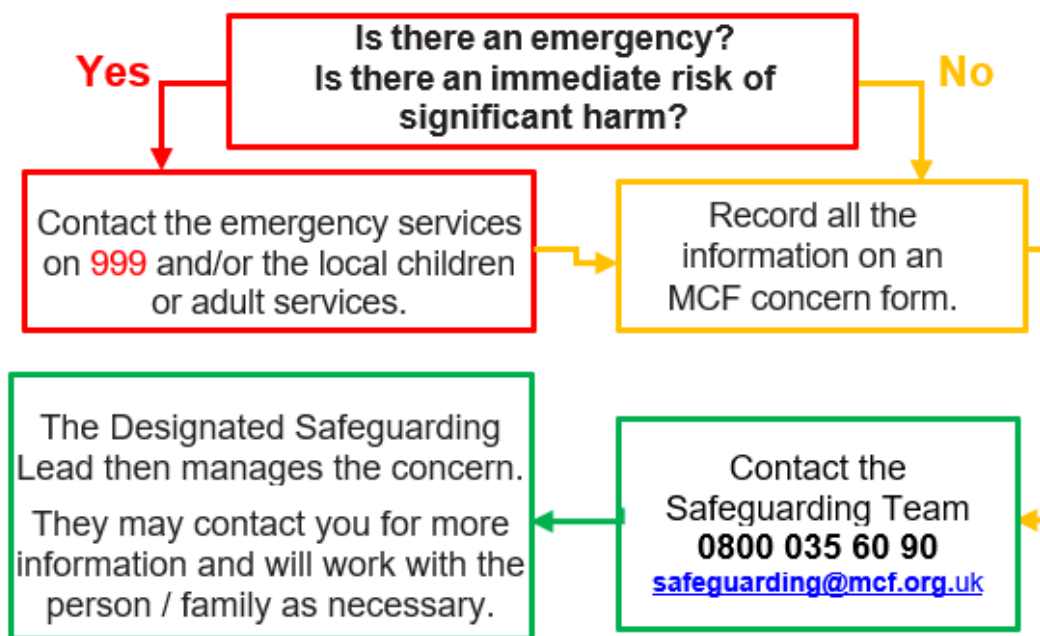 Is there an emergency?
Is there an immediate risk of
significant harm?
Yes
No
Contact the emergency services
on 999 and/or the local children
or adult services.
Record all the
information on an
MCF concern form.
Contact the
Safeguarding Team
0800 035 60 90
safeguarding@mcf.org.uk
The Designated Safeguarding
Lead then manages the concern.
They may contact you for more
information and will work with the
person / family as necessary.